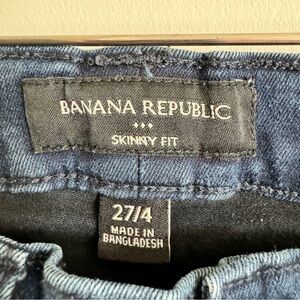 BANANA REPUBLIC
SKINNY FIT
27/4
MADE IN
BANGLADESH